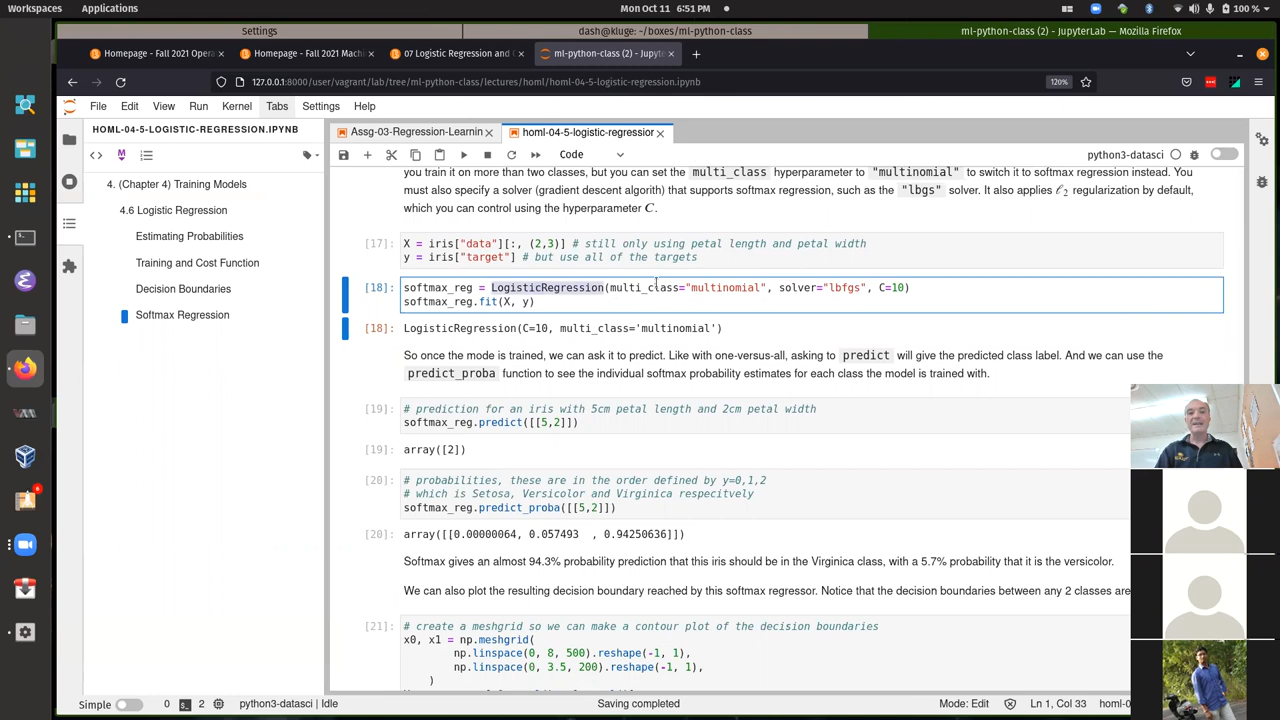 Workspaces
Applications
Mon Oct 11 6:51 PM
100 %
Settings
dash@kluge: ~/boxes/ml-python-class
ml-python-class (2) - JupyterLab — Mozilla Firefox
Homepage - Fall 2021 Opera
Homepage - Fall 2021 Machi
07 Logistic Regression and C
ml-python-class (2) - Jupyte
127.0.0.1:8000/user/vagrant/lab/tree/ml-python-class/lectures/homl/homl-04-5-logistic-regression.ipynb
120%
File Edit View Run Kernel Tabs Settings Help
HOML-04-5-LOGISTIC-REGRESSION.IPYNB
Assg-03-Regression-Learnin
homl-04-5-logistic-regressior
Code
python3-datasci
4. (Chapter 4) Training Models
4.6 Logistic Regression
Estimating Probabilities
Training and Cost Function
Decision Boundaries
Softmax Regression
you train it on more than two classes, but you can set the multi_class hyperparameter to "multinomial" to switch it to softmax regression instead. You
must also specify a solver (gradient descent algorith) that supports softmax regression, such as the "lbgs" solver. It also applies ℓ2 regularization by default,
which you can control using the hyperparameter C.
[17]: X = iris["data"][:, (2,3)] # still only using petal length and petal width
y = iris["target"] # but use all of the targets
[18]: softmax_reg = LogisticRegression(multi_class="multinomial", solver="lbfgs", C=10)
softmax_reg.fit(X, y)
[18]: LogisticRegression(C=10, multi_class='multinomial')
So once the mode is trained, we can ask it to predict. Like with one-versus-all, asking to predict will give the predicted class label. And we can use the
predict_proba function to see the individual softmax probability estimates for each class the model is trained with.
[19]: # prediction for an iris with 5cm petal length and 2cm petal width
softmax_reg.predict([[5,2]])
[19]: array([2])
[20]: # probabilities, these are in the order defined by y=0,1,2
# which is Setosa, Versicolor and Virginica respecitvely
softmax_reg.predict_proba([[5,2]])
[20]: array([[0.00000064, 0.057493 , 0.94250636]])
Softmax gives an almost 94.3% probability prediction that this iris should be in the Virginica class, with a 5.7% probability that it is the versicolor.
We can also plot the resulting decision boundary reached by this softmax regressor. Notice that the decision boundaries between any 2 classes are
[21]: # create a meshgrid so we can make a contour plot of the decision boundaries
x0, x1 = np.meshgrid(
np.linspace(0, 8, 500).reshape(-1, 1),
np.linspace(0, 3.5, 200).reshape(-1, 1),
)
Simple 0 2 python3-datasci | Idle
Saving completed
Mode: Edit
Ln 1, Col 33
homl-0